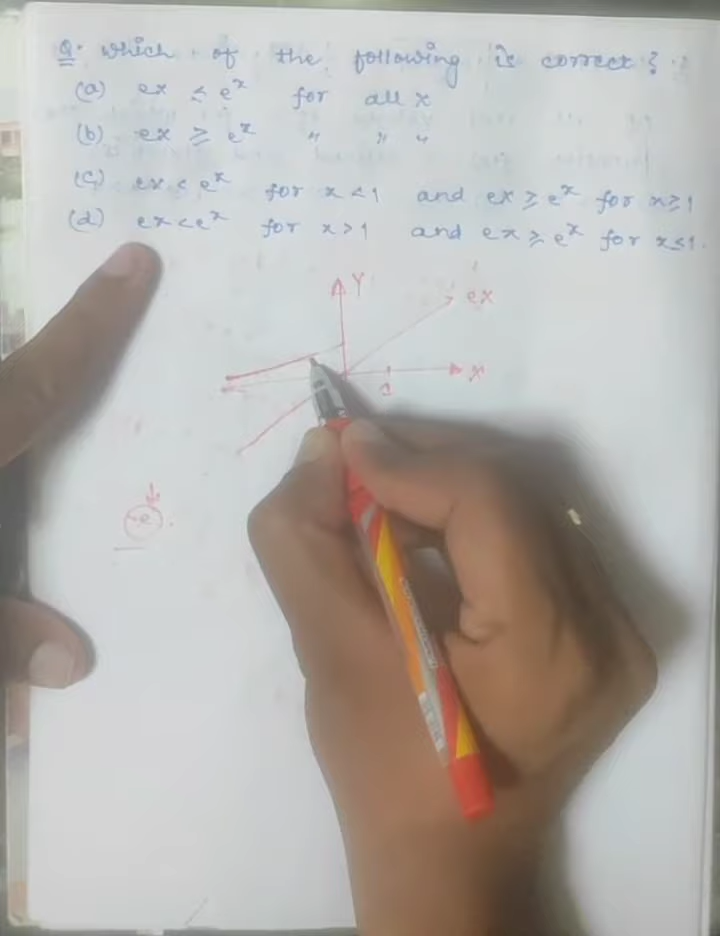 Q. which of the following is correct?
(a) ex ≤ e^x for all x
(b) ex ≥ e^x " " "
(c) ex < e^x for x < 1 and ex ≥ e^x for x ≥ 1
(d) ex < e^x for x > 1 and ex ≥ e^x for x ≤ 1.
Y
ex
X
1
e